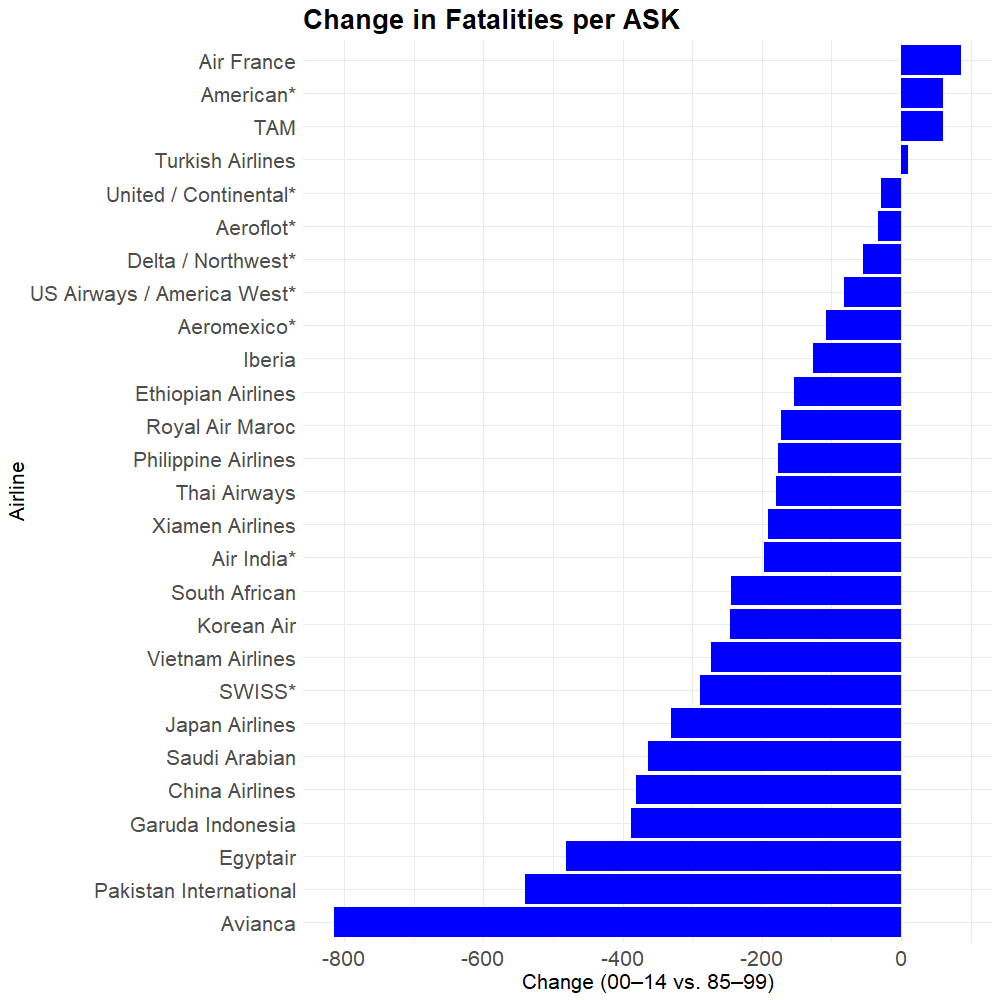 Change in Fatalities per ASK
Air France
American*
TAM
Turkish Airlines
United / Continental*
Aeroflot*
Delta / Northwest*
US Airways / America West*
Aeromexico*
Iberia
Ethiopian Airlines
Royal Air Maroc
Philippine Airlines
Thai Airways
Xiamen Airlines
Air India*
South African
Korean Air
Vietnam Airlines
SWISS*
Japan Airlines
Saudi Arabian
China Airlines
Garuda Indonesia
Egyptair
Pakistan International
Avianca
Airline
-800 -600 -400 -200 0
Change (00–14 vs. 85–99)